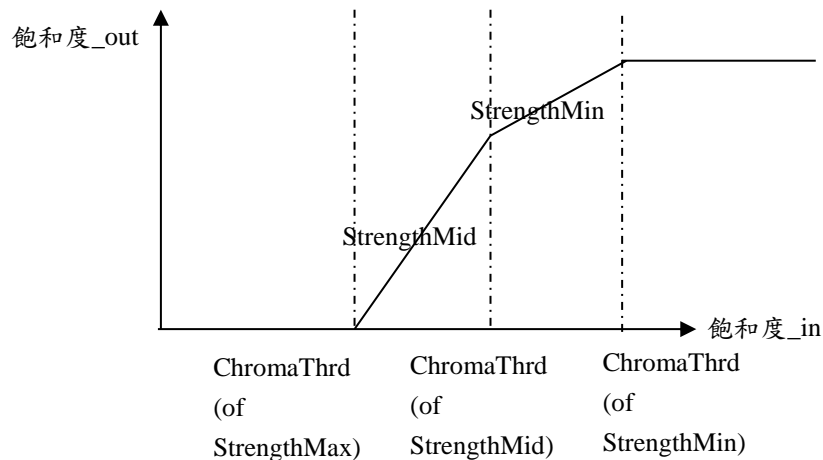 飽和度_out
StrengthMin
StrengthMid
飽和度_in
ChromaThrd
(of
StrengthMax)
ChromaThrd
(of
StrengthMid)
ChromaThrd
(of
StrengthMin)